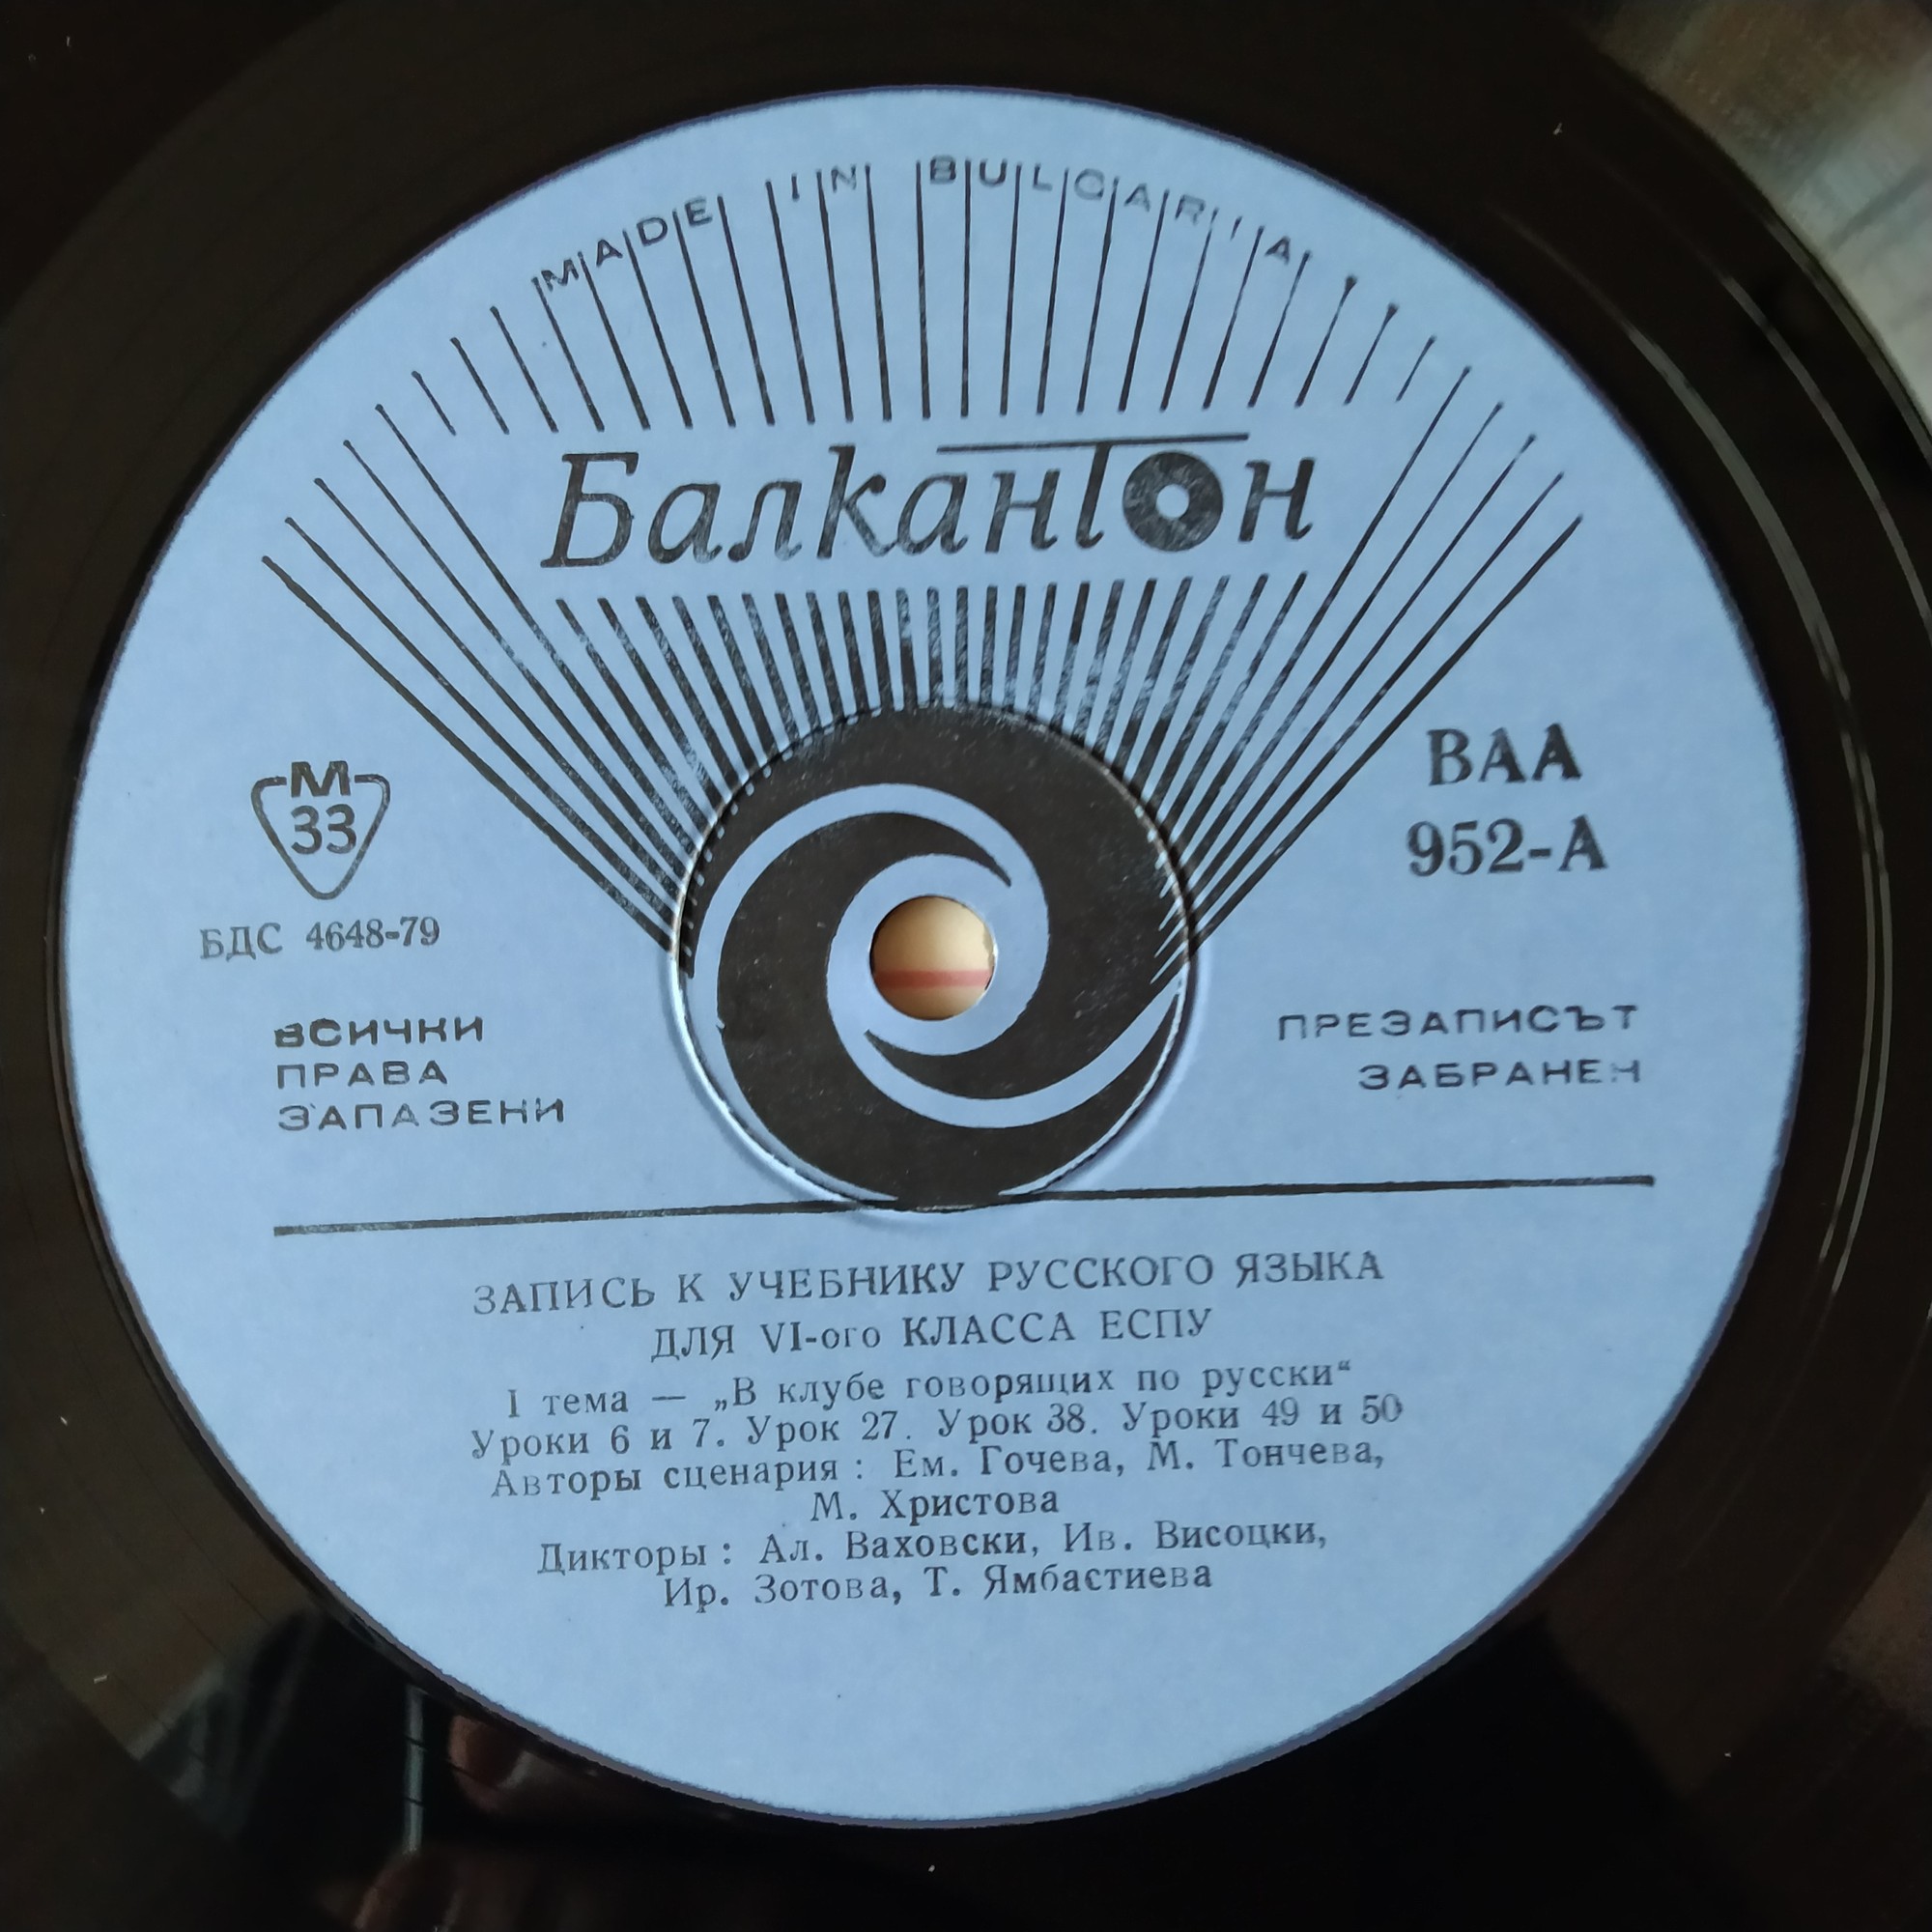 MADE IN BULGARIA
Балкантон
М
33
БДС 4648-79
ВСИЧКИ
ПРАВА
ЗАПАЗЕНИ
ВАА
952-А
ПРЕЗАПИСЪТ
ЗАБРАНЕН
ЗАПИСЬ К УЧЕБНИКУ РУССКОГО ЯЗЫКА
ДЛЯ VI-ого КЛАССА ЕСПУ
I тема — „В клубе говорящих по русски“
Уроки 6 и 7. Урок 27. Урок 38. Уроки 49 и 50
Авторы сценария : Ем. Гочева, М. Тончева,
М. Христова
Дикторы : Ал. Ваховски, Ив. Висоцки,
Ир. Зотова, Т. Ямбастиева